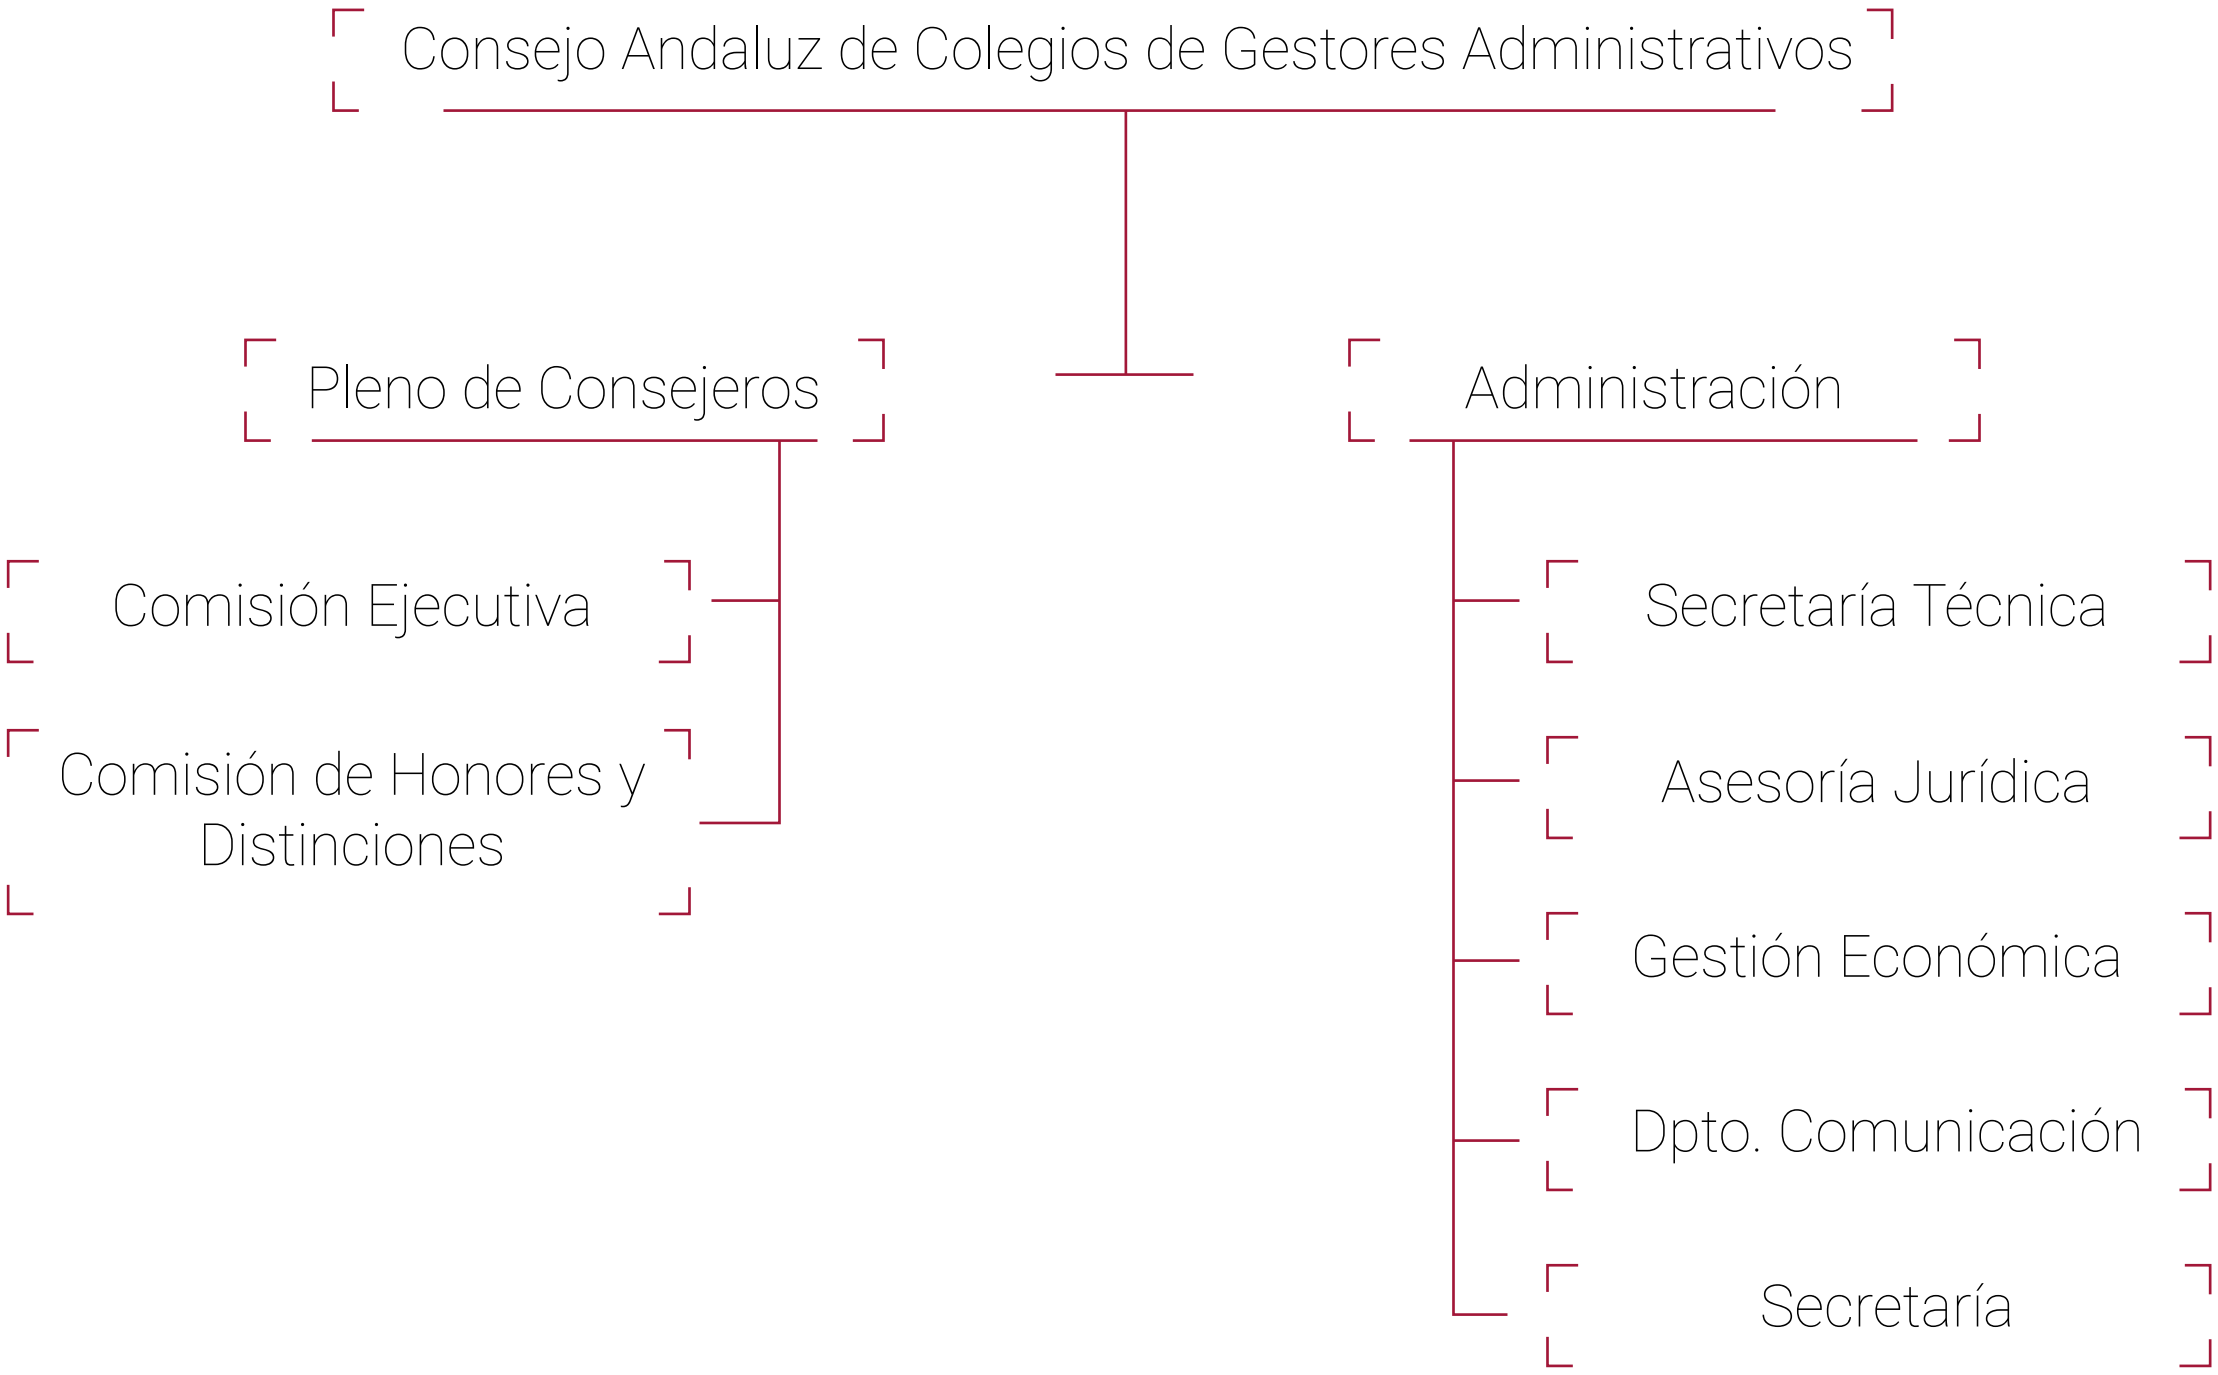 Consejo Andaluz de Colegios de Gestores Administrativos
Pleno de Consejeros
Administración
Comisión Ejecutiva
Comisión de Honores y
Distinciones
Secretaría Técnica
Asesoría Jurídica
Gestión Económica
Dpto. Comunicación
Secretaría